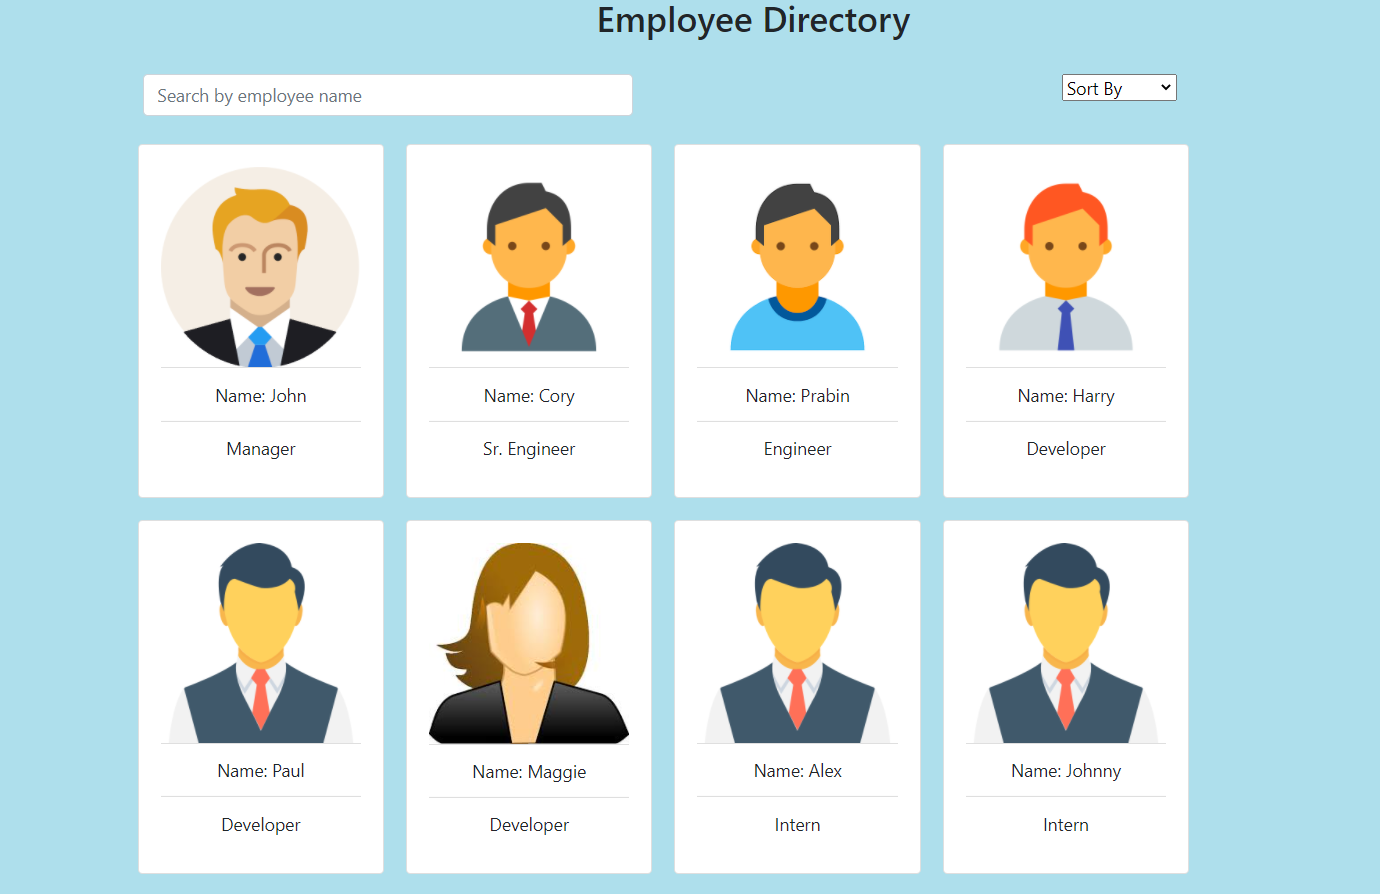 Employee Directory
Search by employee name
Sort By
Name: John
Manager
Name: Cory
Sr. Engineer
Name: Prabin
Engineer
Name: Harry
Developer
Name: Paul
Developer
Name: Maggie
Developer
Name: Alex
Intern
Name: Johnny
Intern